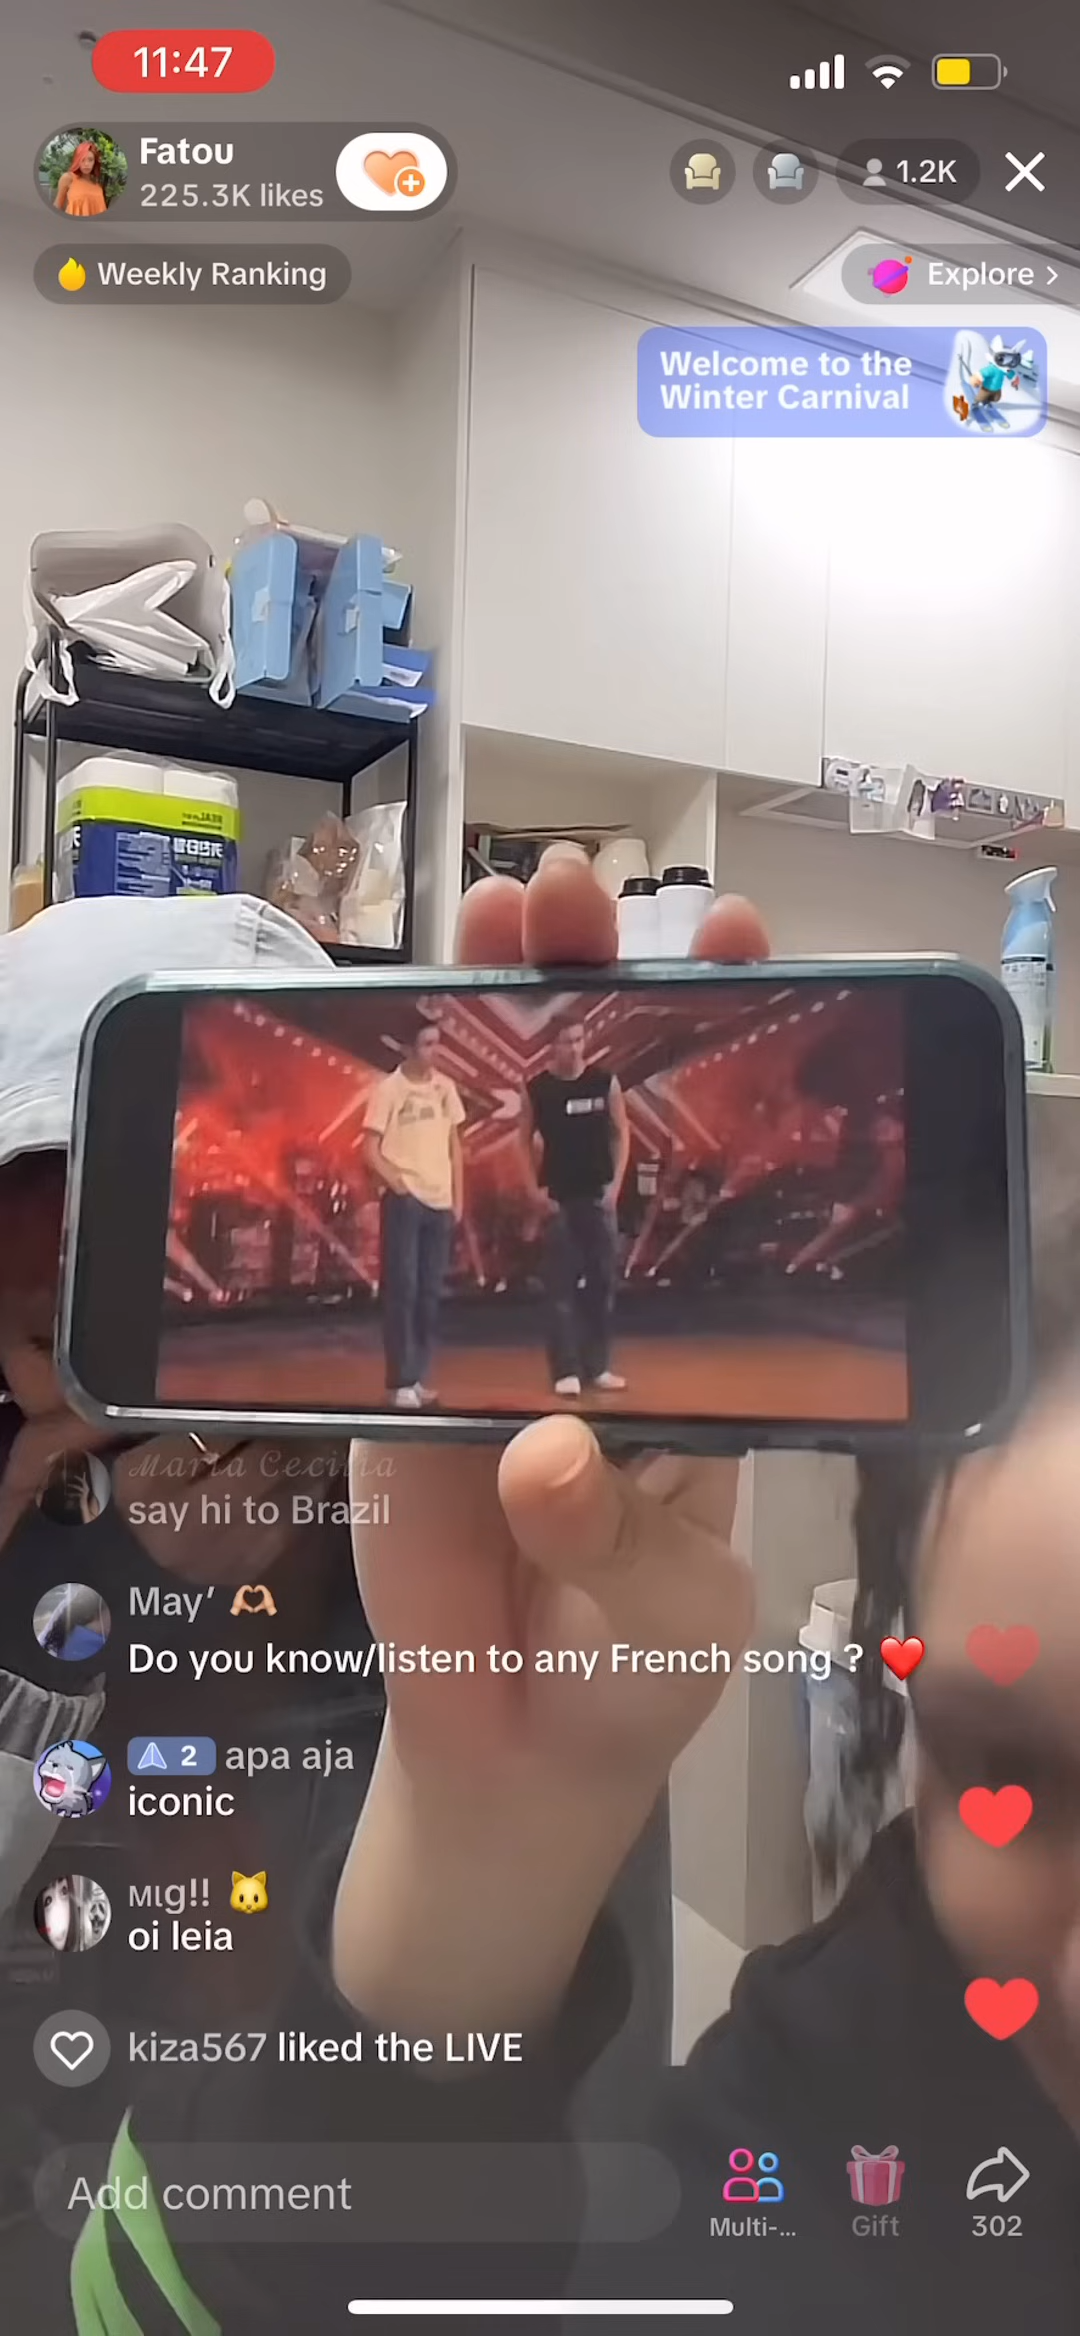 11:47
Fatou
225.3K likes
1.2K
Weekly Ranking
Explore >
Welcome to the
Winter Carnival
Maria Cecilia
say hi to Brazil
May' 🫶🏼
Do you know/listen to any French song ? ❤️
2 apa aja
iconic
мιg!! 🐱
oi leia
kiza567 liked the LIVE
Add comment
Multi-...
Gift
302